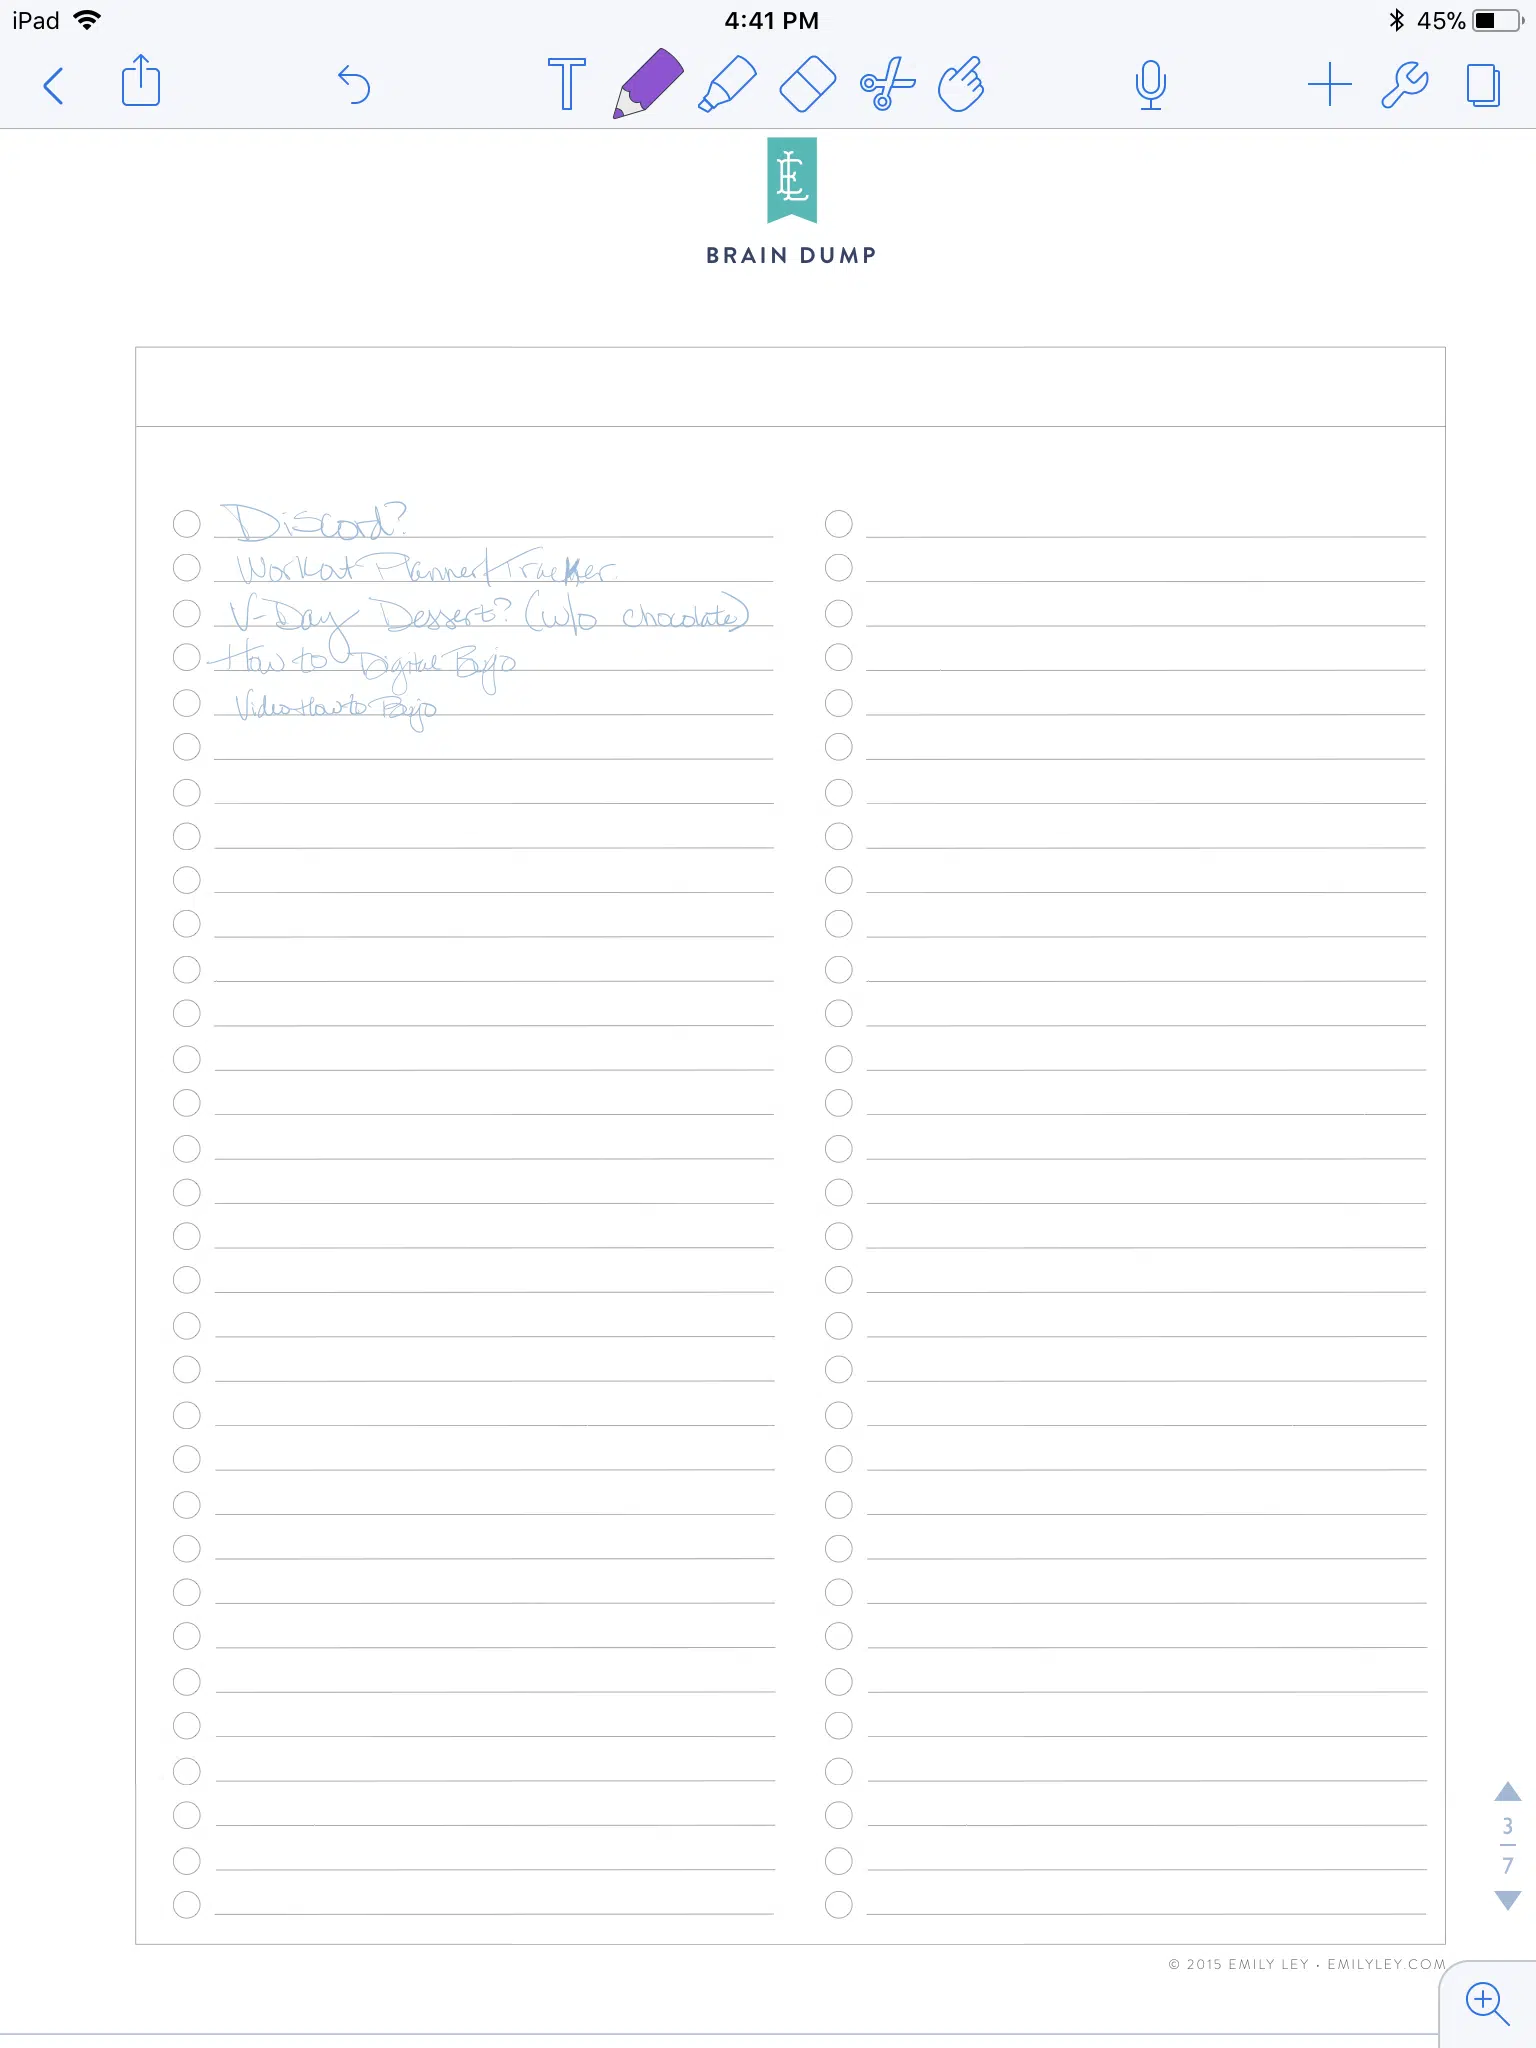 iPad 4:41 PM 45%
T
EL
BRAIN DUMP
Discord?
Workout Planner/Tracker
V-Day Dessert? (w/o chocolate)
How to Digital Bujo
Video How to Bujo
3
7
© 2015 EMILY LEY • EMILYLEY.COM